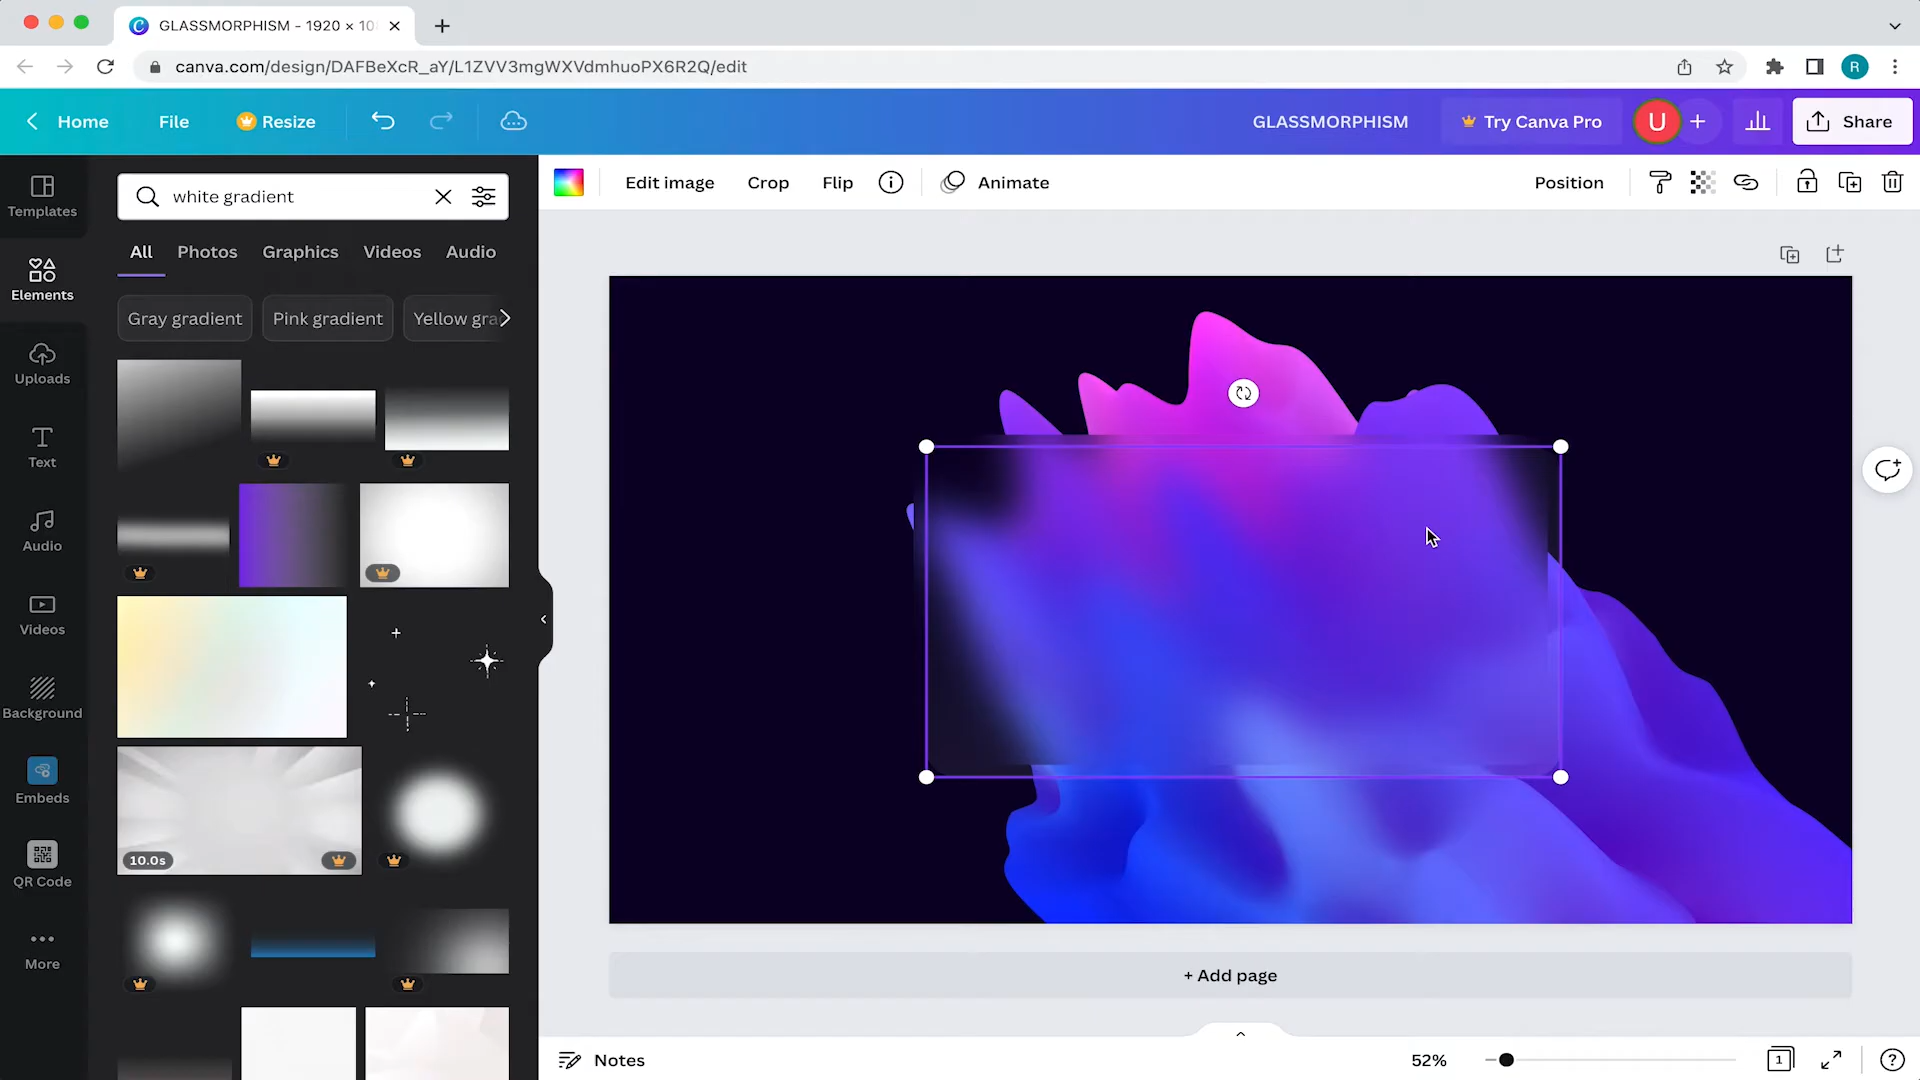 GLASSMORPHISM - 1920 × 10
canva.com/design/DAFBeXcR_aY/L1ZVV3mgWXVdmhuoPX6R2Q/edit
R
Home
File
Resize
GLASSMORPHISM
Try Canva Pro
U
Share
Templates
Elements
Uploads
Text
Audio
Videos
Background
Embeds
QR Code
More
white gradient
All
Photos
Graphics
Videos
Audio
Gray gradient
Pink gradient
Yellow gra
10.0s
Edit image
Crop
Flip
Animate
Position
+ Add page
Notes
52%
1